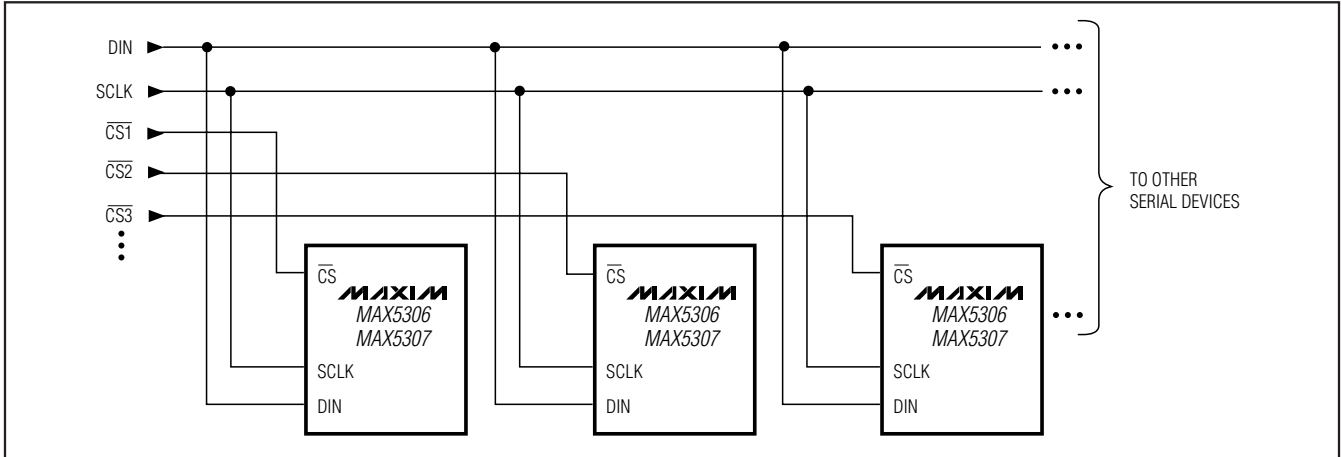 DIN
SCLK
CS1
CS2
CS3
TO OTHER
SERIAL DEVICES
CS
MAXIM
MAX5306
MAX5307
SCLK
DIN
CS
MAXIM
MAX5306
MAX5307
SCLK
DIN
CS
MAXIM
MAX5306
MAX5307
SCLK
DIN